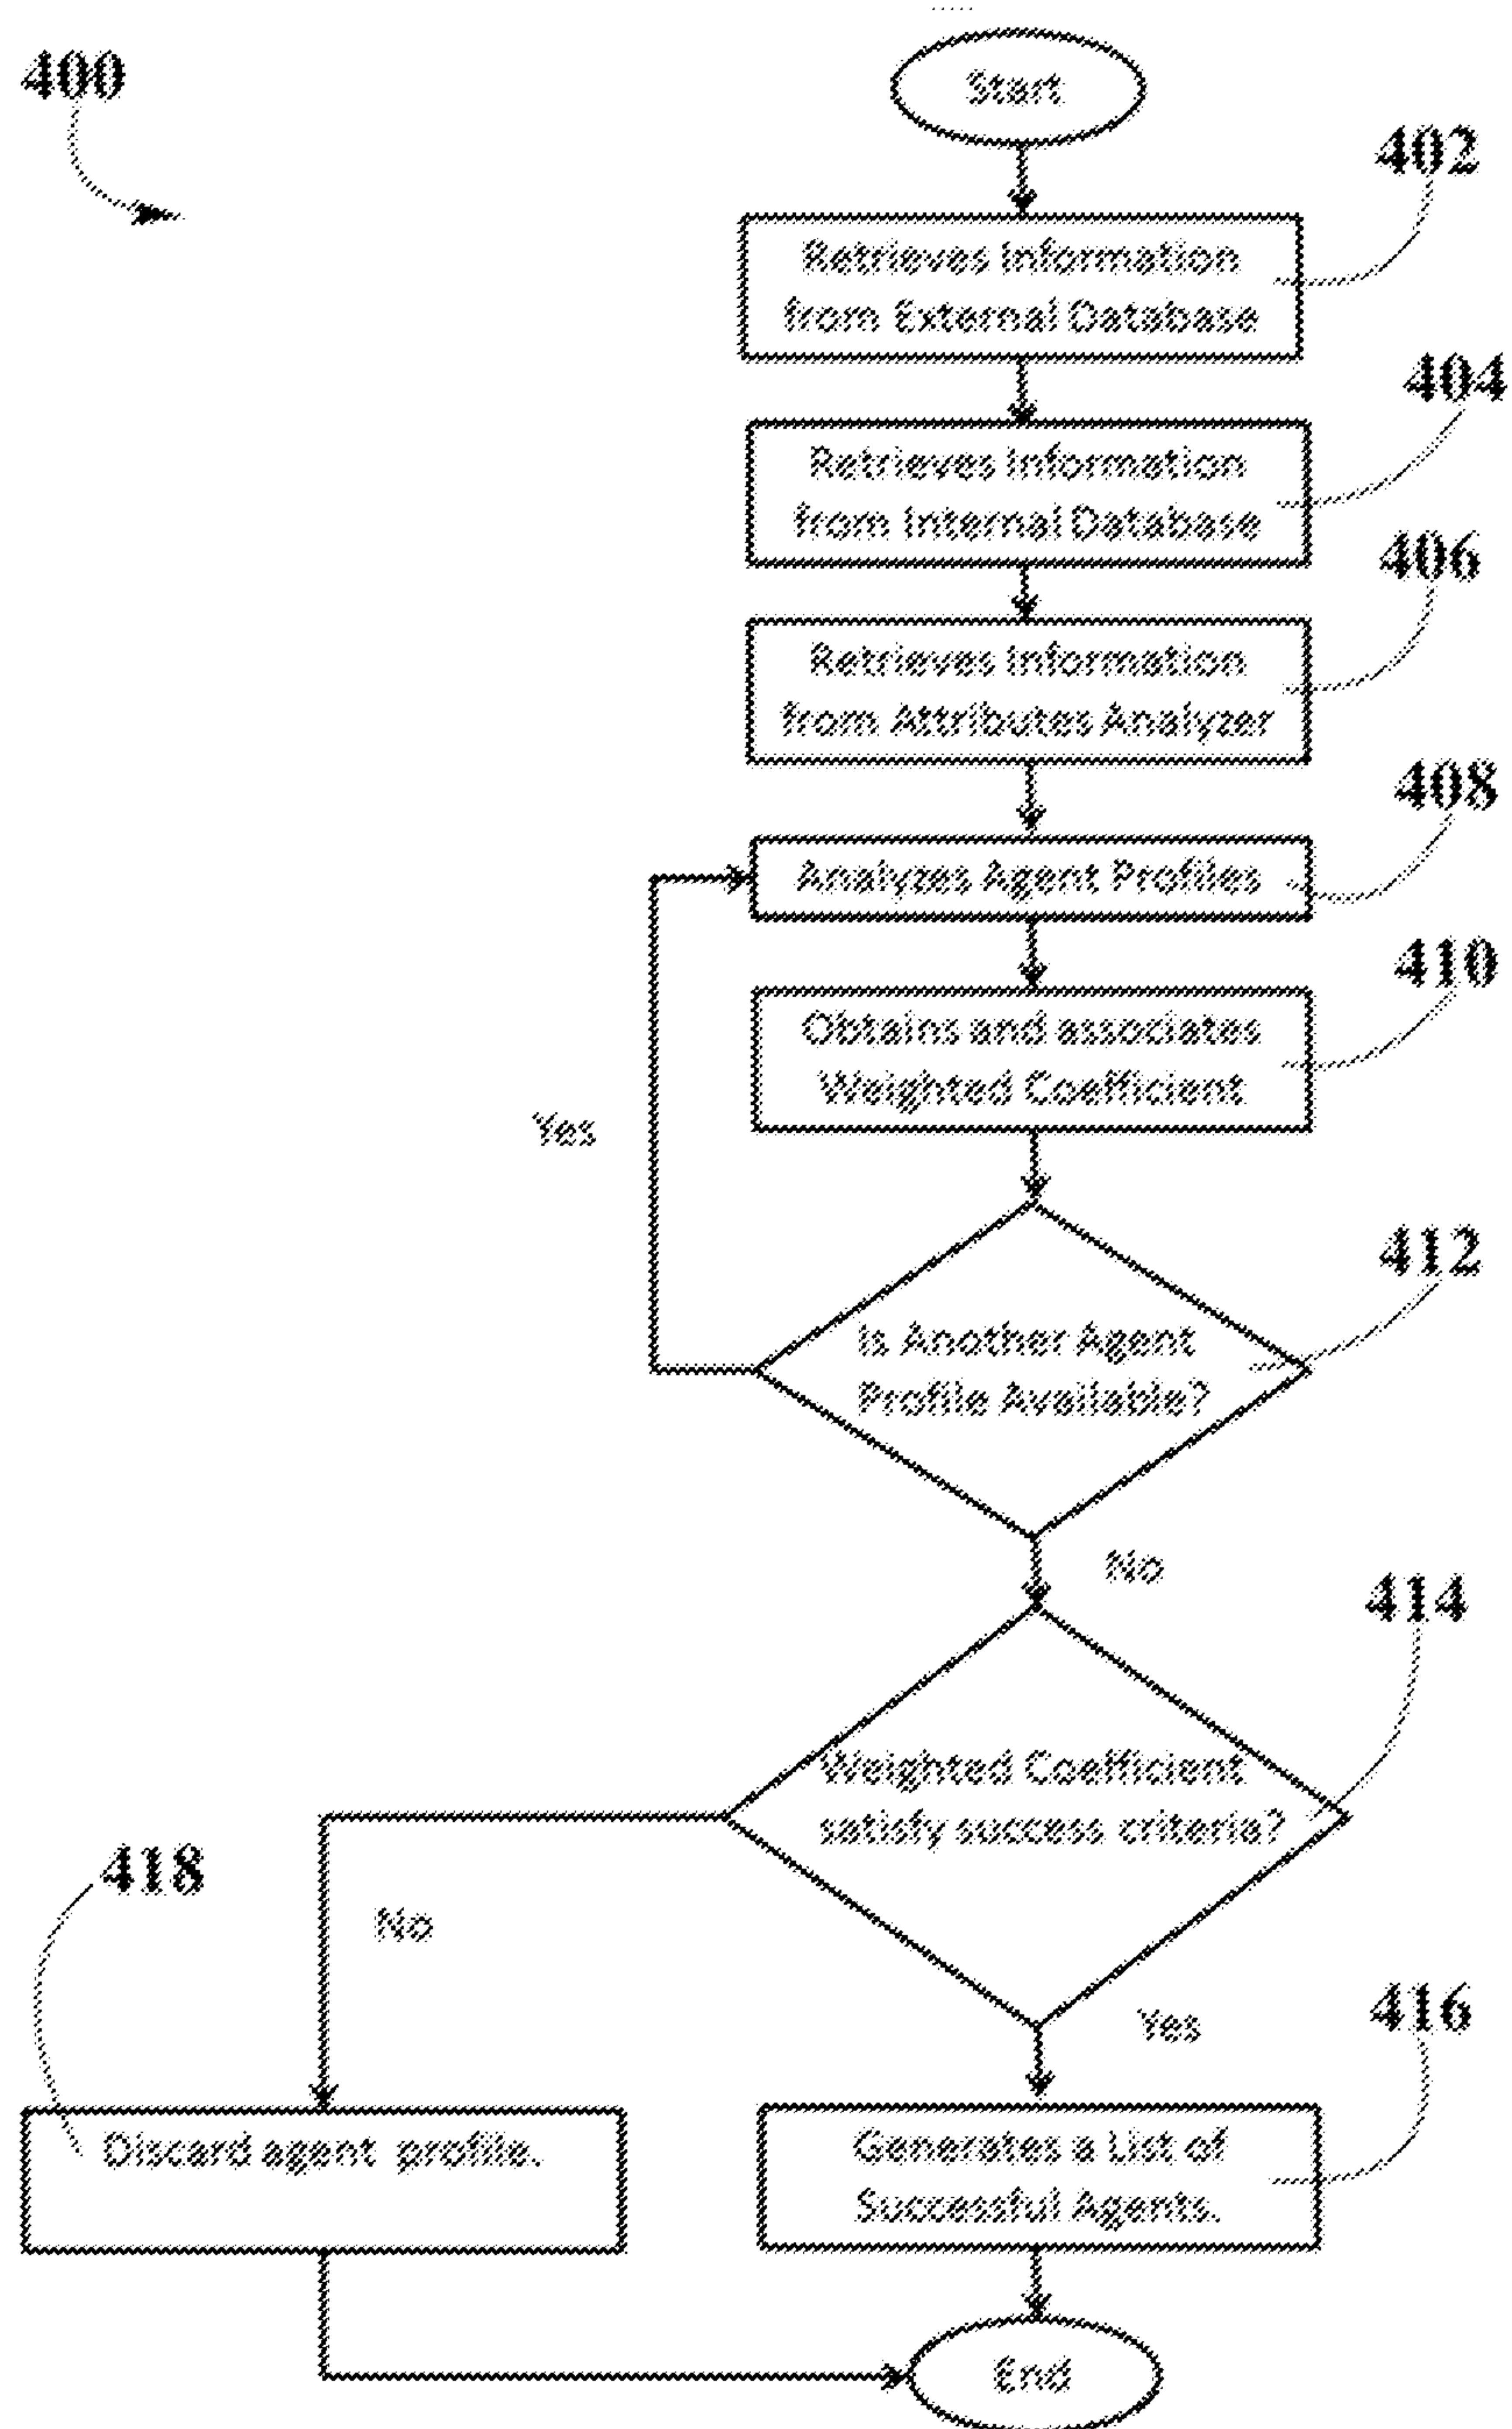 400
Start
402
Retrieves Information
from External Database
404
Retrieves Information
from Internal Database
406
Retrieves Information
from Attributes Analyzer
408
Analyzes Agent Profiles
410
Obtains and associates
Weighted Coefficient
Yes
412
Is Another Agent
Profile Available?
No
414
Weighted Coefficient
satisfy success criteria?
418
No
Yes
416
Discard agent profile.
Generates a List of
Successful Agents.
End